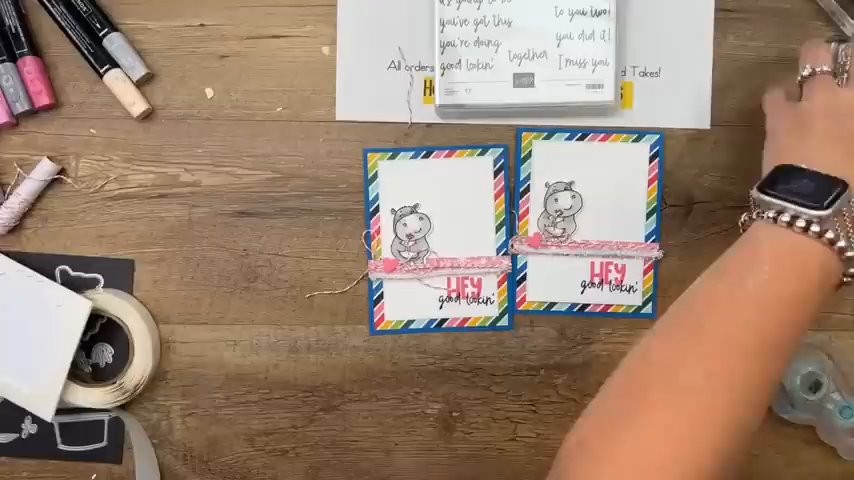 to you two!
you've got this
you did it!
you're doing
together
good lookin'
I miss you
All orders
d Takes!
HEY
good lookin'
HEY
good lookin'